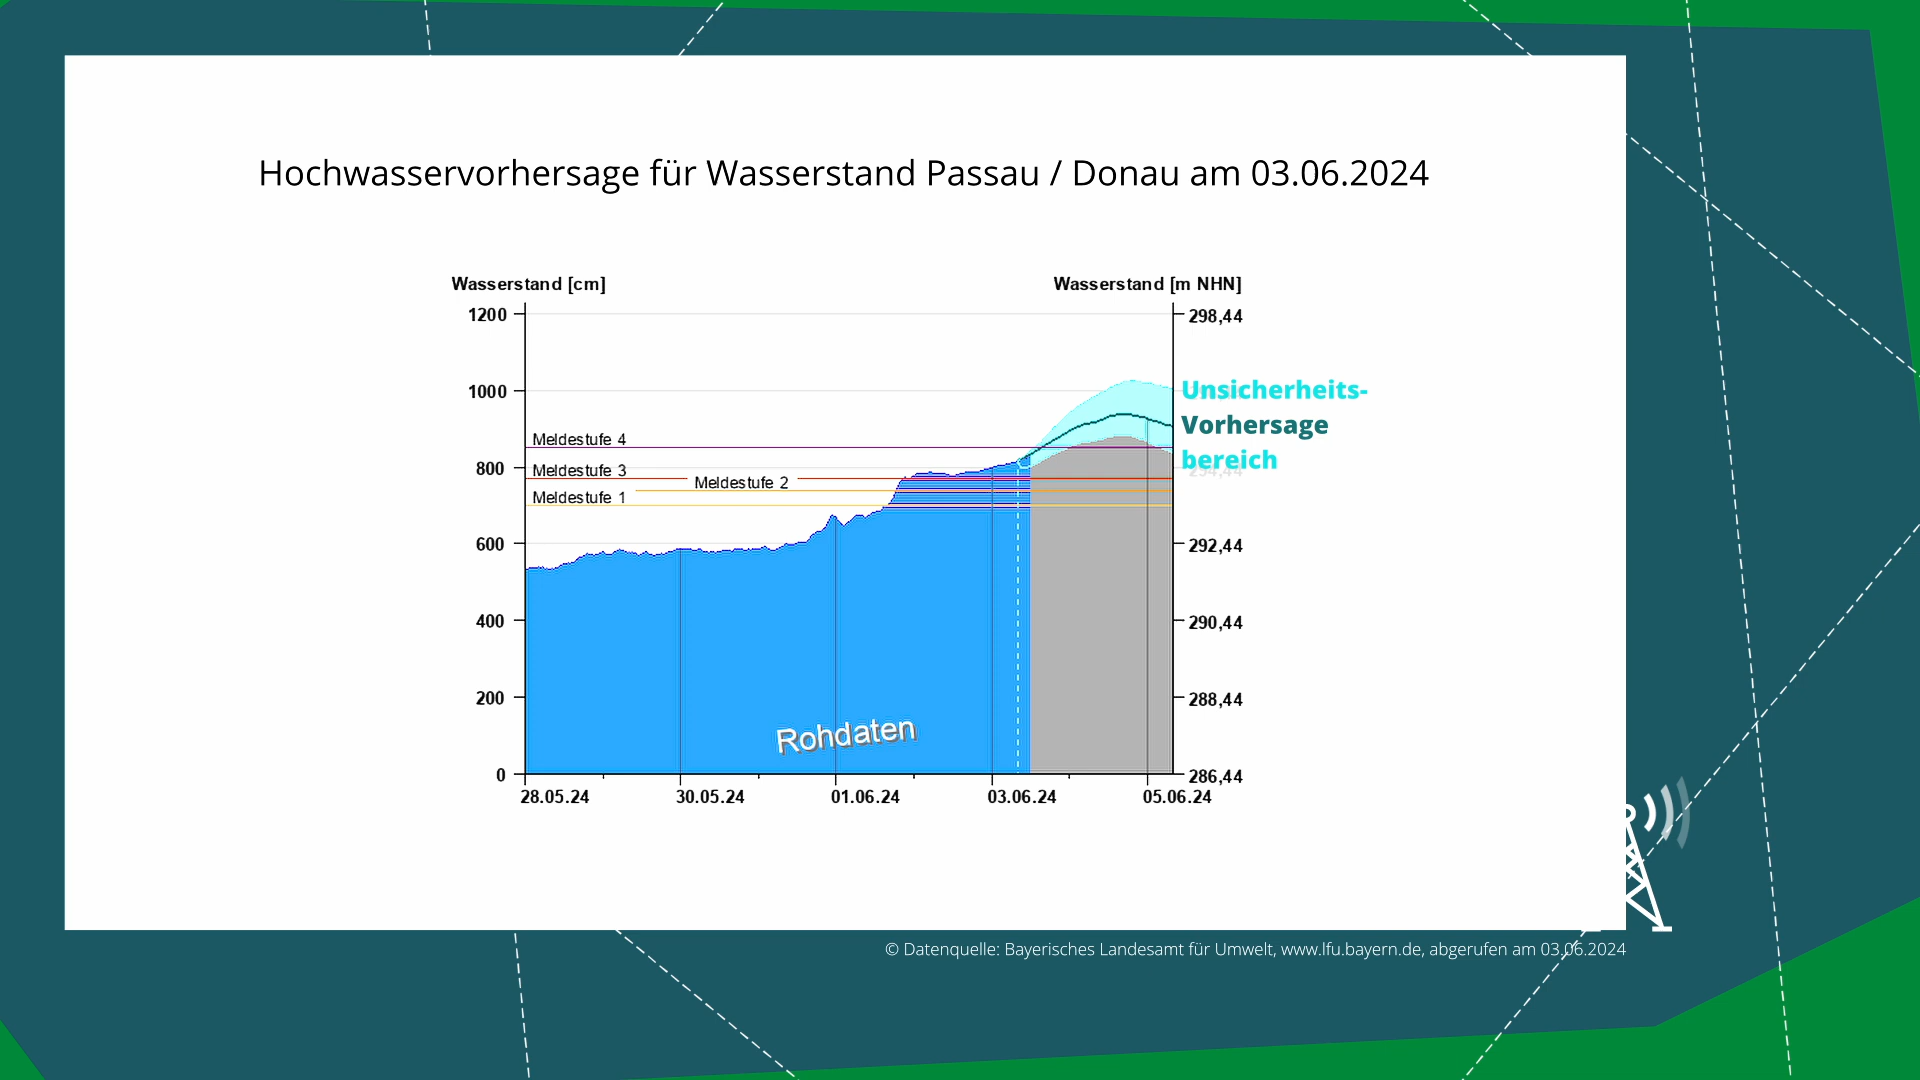 Hochwasservorhersage für Wasserstand Passau / Donau am 03.06.2024
Wasserstand [cm]
Wasserstand [m NHN]
1200
298,44
1000
Unsicherheits-
Vorhersage
bereich
Meldestufe 4
800
294,44
Meldestufe 3
Meldestufe 2
Meldestufe 1
600
292,44
400
290,44
200
288,44
Rohdaten
0
286,44
28.05.24 30.05.24 01.06.24 03.06.24 05.06.24
© Datenquelle: Bayerisches Landesamt für Umwelt, www.lfu.bayern.de, abgerufen am 03.06.2024